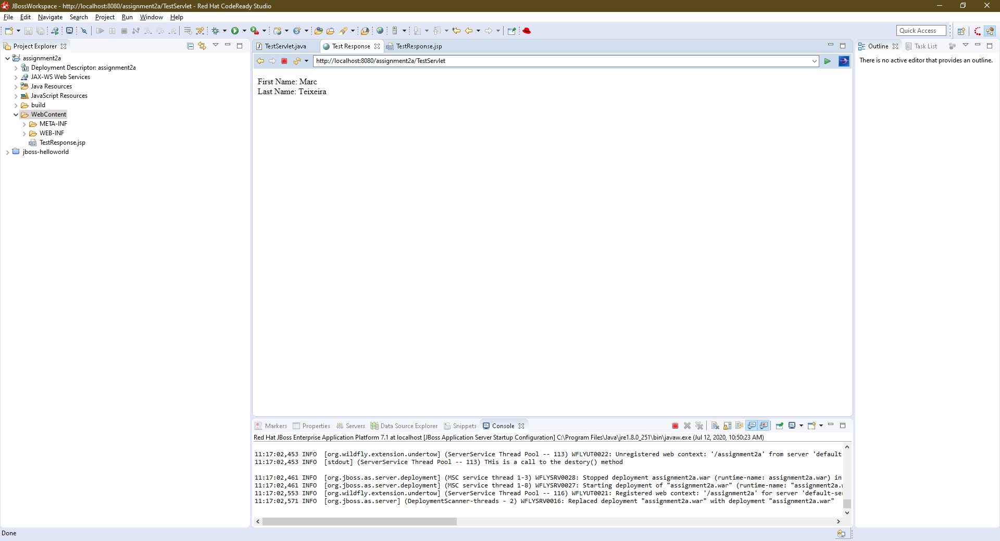 JBossWorkspace - http://localhost:8080/assignment2a/TestServlet - Red Hat CodeReady Studio
File Edit Navigate Search Project Run Window Help
Quick Access
Project Explorer
assignment2a
Deployment Descriptor: assignment2a
JAX-WS Web Services
Java Resources
JavaScript Resources
build
WebContent
META-INF
WEB-INF
TestResponse.jsp
jboss-helloworld
TestServlet.java
Test Response
TestResponse.jsp
http://localhost:8080/assignment2a/TestServlet
First Name: Marc
Last Name: Teixeira
Outline
Task List
There is no active editor that provides an outline.
Markers
Properties
Servers
Data Source Explorer
Snippets
Console
Red Hat JBoss Enterprise Application Platform 7.1 at localhost [JBoss Application Server Startup Configuration] C:\Program Files\Java\jre1.8.0_251\bin\javaw.exe (Jul 12, 2020, 10:50:23 AM)
11:17:02,453 INFO  [org.wildfly.extension.undertow] (ServerService Thread Pool -- 113) WFLYUT0022: Unregistered web context: '/assignment2a' from server 'default-
11:17:02,453 INFO  [stdout] (ServerService Thread Pool -- 113) THis is a call to the destory() method
11:17:02,461 INFO  [org.jboss.as.server.deployment] (MSC service thread 1-3) WFLYSRV0028: Stopped deployment assignment2a.war (runtime-name: assignment2a.war) in
11:17:02,461 INFO  [org.jboss.as.server.deployment] (MSC service thread 1-8) WFLYSRV0027: Starting deployment of "assignment2a.war" (runtime-name: "assignment2a.w
11:17:02,553 INFO  [org.wildfly.extension.undertow] (ServerService Thread Pool -- 116) WFLYUT0021: Registered web context: '/assignment2a' for server 'default-se
11:17:02,571 INFO  [org.jboss.as.server] (DeploymentScanner-threads - 2) WFLYSRV0016: Replaced deployment "assignment2a.war" with deployment "assignment2a.war"
Done